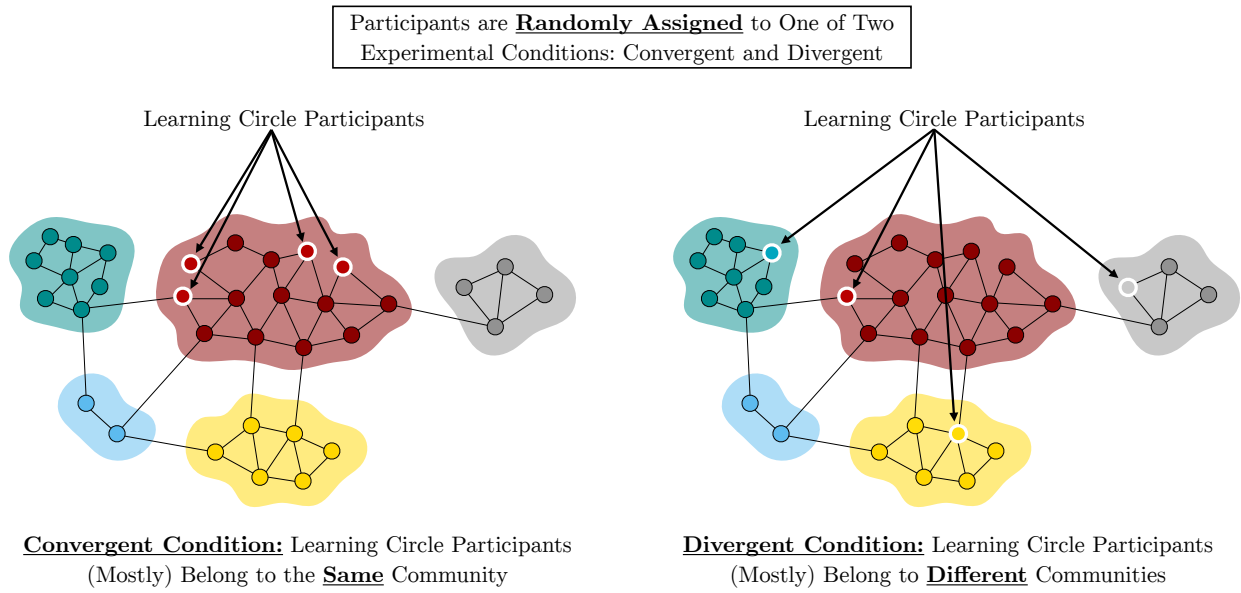 Participants are Randomly Assigned to One of Two
Experimental Conditions: Convergent and Divergent
Learning Circle Participants
Learning Circle Participants
Convergent Condition: Learning Circle Participants
(Mostly) Belong to the Same Community
Divergent Condition: Learning Circle Participants
(Mostly) Belong to Different Communities